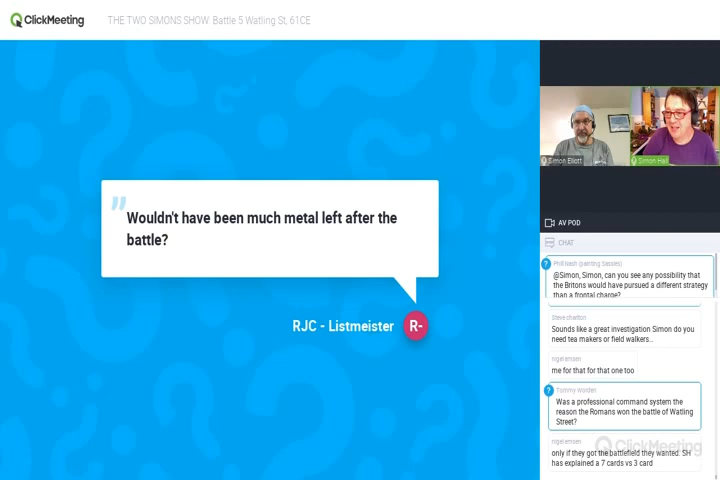 ClickMeeting
THE TWO SIMONS SHOW: Battle 5 Watling St, 61CE
Wouldn't have been much metal left after the
battle?
RJC - Listmeister
R-
Simon Elliott
Simon Hall
AV POD
CHAT
?
Phil Nash (painting Sassies)
@Simon, Simon, can you see any possibility that
the Britons would have pursued a different strategy
than a frontal charge?
Steve charlton
Sounds like a great investigation Simon do you
need tea makers or field walkers...
nigel emsen
me for that for that one too
?
Tommy Worden
Was a professional command system the
reason the Romans won the battle of Watling
Street?
nigel emsen
only if they got the battlefield they wanted. SH
has explained a 7 cards vs 3 card
ClickMeeting